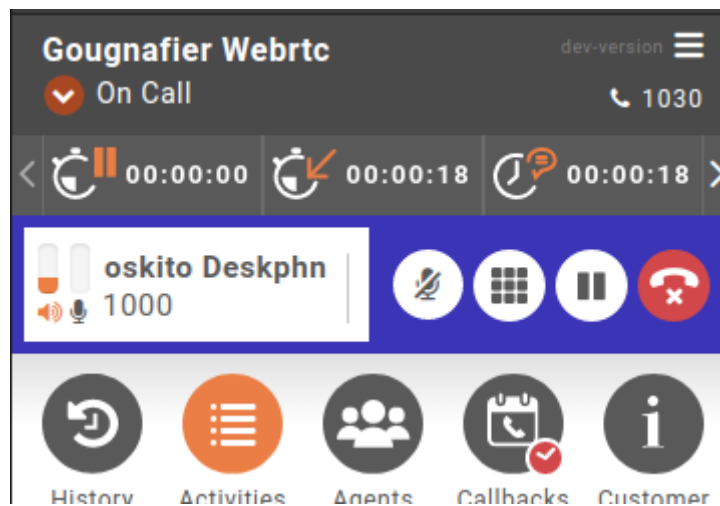 Gougnafier Webrtc
dev-version
On Call
1030
00:00:00
00:00:18
00:00:18
oskito Deskphn
1000
History
Activities
Agents
Callbacks
Customer